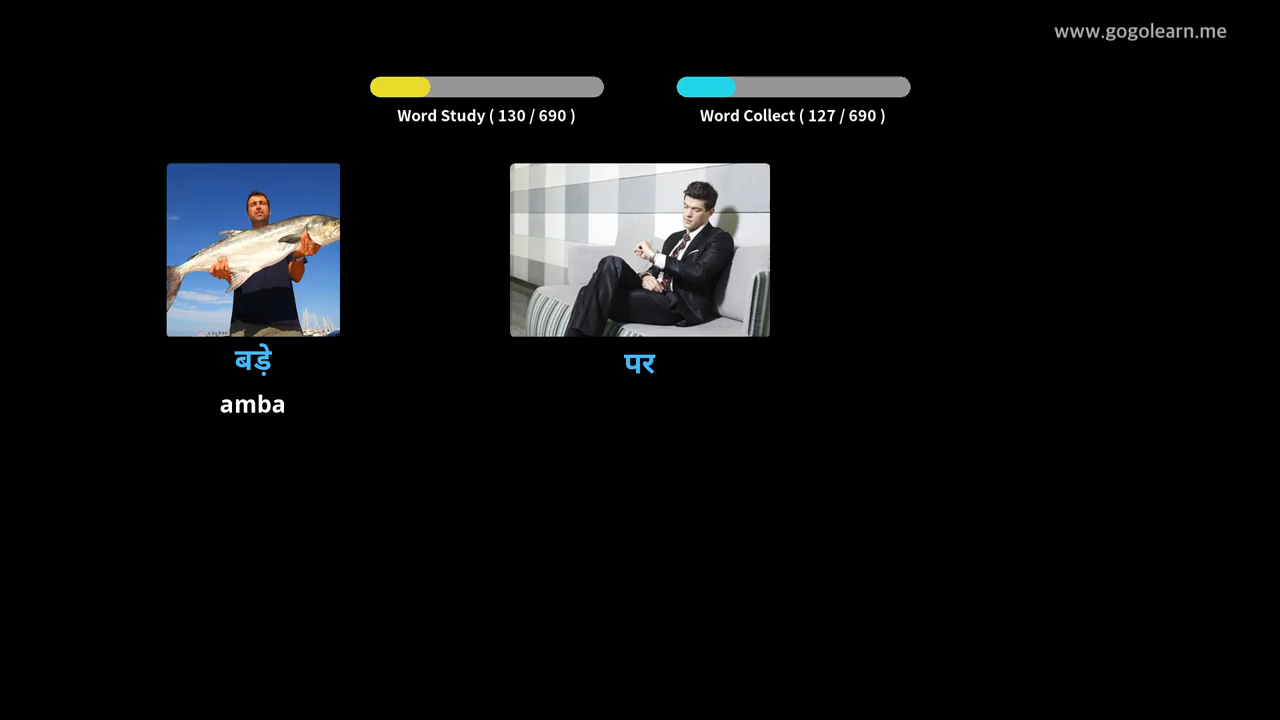 www.gogolearn.me
Word Study ( 130 / 690 )
Word Collect ( 127 / 690 )
बड़े
पर
amba